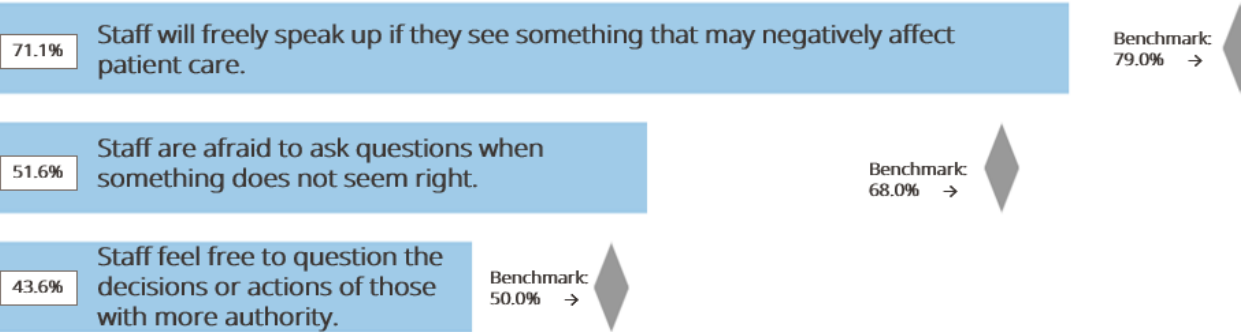 71.1%
Staff will freely speak up if they see something that may negatively affect
patient care.
Benchmark:
79.0% →
51.6%
Staff are afraid to ask questions when
something does not seem right.
Benchmark:
68.0% →
43.6%
Staff feel free to question the
decisions or actions of those
with more authority.
Benchmark:
50.0% →